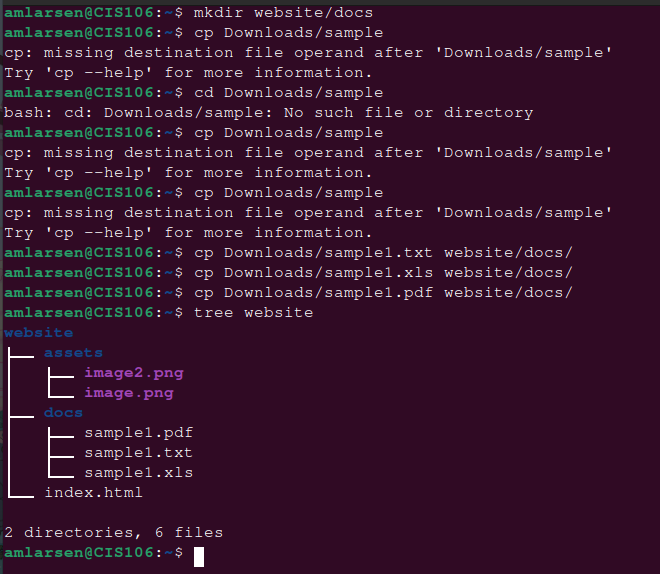 amlarsen@CIS106:~$ mkdir website/docs
amlarsen@CIS106:~$ cp Downloads/sample
cp: missing destination file operand after 'Downloads/sample'
Try 'cp --help' for more information.
amlarsen@CIS106:~$ cd Downloads/sample
bash: cd: Downloads/sample: No such file or directory
amlarsen@CIS106:~$ cp Downloads/sample
cp: missing destination file operand after 'Downloads/sample'
Try 'cp --help' for more information.
amlarsen@CIS106:~$ cp Downloads/sample
cp: missing destination file operand after 'Downloads/sample'
Try 'cp --help' for more information.
amlarsen@CIS106:~$ cp Downloads/sample1.txt website/docs/
amlarsen@CIS106:~$ cp Downloads/sample1.xls website/docs/
amlarsen@CIS106:~$ cp Downloads/sample1.pdf website/docs/
amlarsen@CIS106:~$ tree website
website
├── assets
│   ├── image2.png
│   └── image.png
├── docs
│   ├── sample1.pdf
│   ├── sample1.txt
│   └── sample1.xls
└── index.html
2 directories, 6 files
amlarsen@CIS106:~$